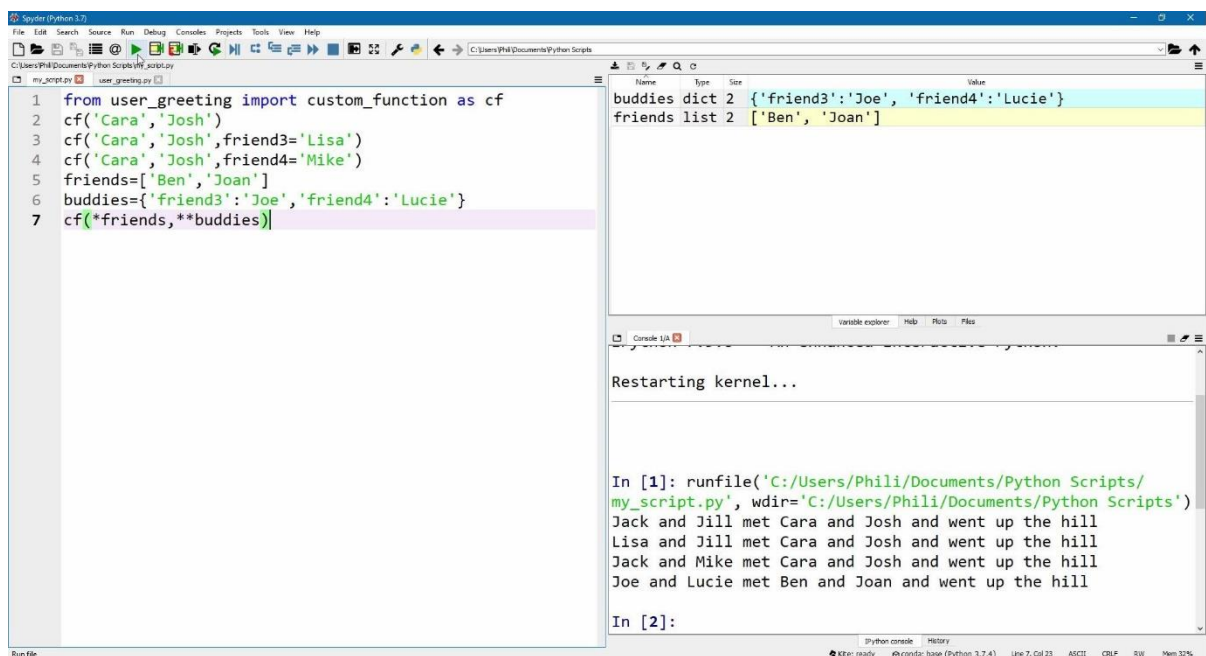 Spyder (Python 3.7)
File Edit Search Source Run Debug Consoles Projects Tools View Help
C:\Users\Phili\Documents\Python Scripts
C:\Users\Phili\Documents\Python Scripts\my_script.py
my_script.py user_greeting.py
1 from user_greeting import custom_function as cf
2 cf('Cara','Josh')
3 cf('Cara','Josh',friend3='Lisa')
4 cf('Cara','Josh',friend4='Mike')
5 friends=['Ben','Joan']
6 buddies={'friend3':'Joe','friend4':'Lucie'}
7 cf(*friends,**buddies)
Name Type Size Value
buddies dict 2 {'friend3':'Joe', 'friend4':'Lucie'}
friends list 2 ['Ben', 'Joan']
Variable explorer Help Plots Files
Console 1/A
Restarting kernel...
In [1]: runfile('C:/Users/Phili/Documents/Python Scripts/
my_script.py', wdir='C:/Users/Phili/Documents/Python Scripts')
Jack and Jill met Cara and Josh and went up the hill
Lisa and Jill met Cara and Josh and went up the hill
Jack and Mike met Cara and Josh and went up the hill
Joe and Lucie met Ben and Joan and went up the hill
In [2]:
IPython console History
Run file
Kite: ready conda: base (Python 3.7.4) Line 7, Col 23 ASCII CRLF RW Mem 32%